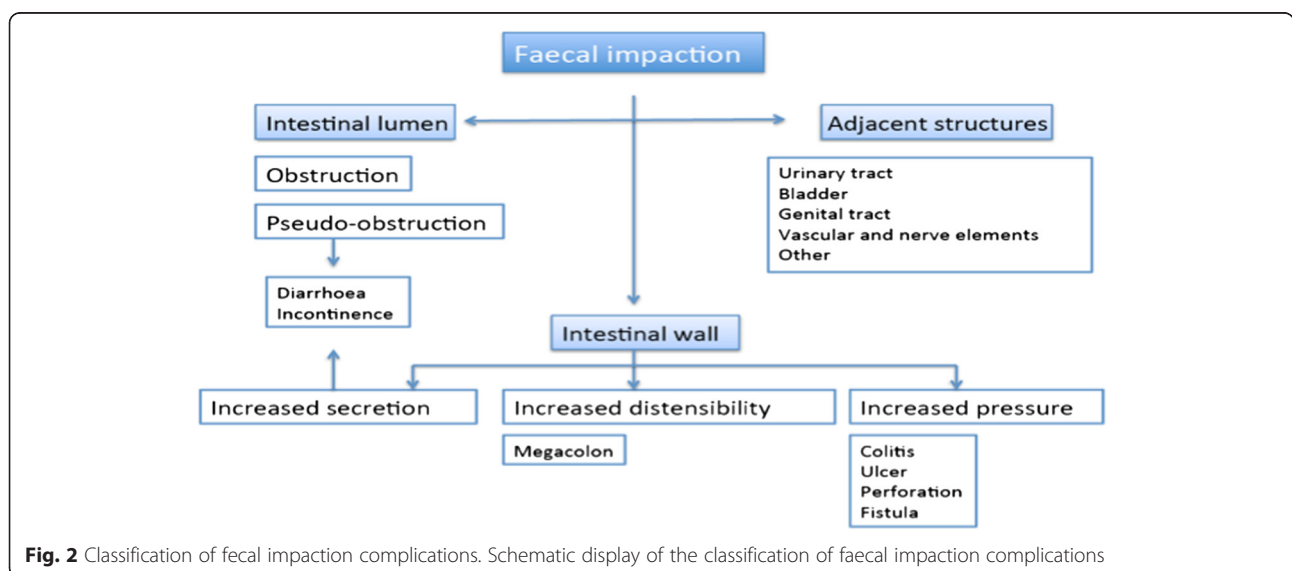 Faecal impaction
Intestinal lumen
Adjacent structures
Obstruction
Pseudo-obstruction
Diarrhoea
Incontinence
Urinary tract
Bladder
Genital tract
Vascular and nerve elements
Other
Intestinal wall
Increased secretion
Increased distensibility
Increased pressure
Megacolon
Colitis
Ulcer
Perforation
Fistula
Fig. 2 Classification of fecal impaction complications. Schematic display of the classification of faecal impaction complications